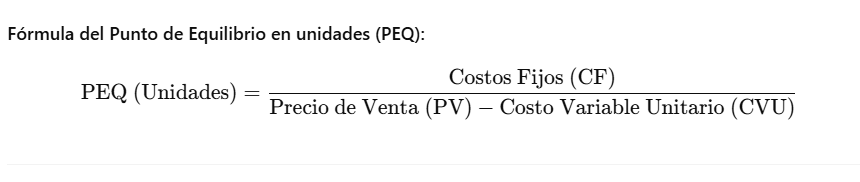 Fórmula del Punto de Equilibrio en unidades (PEQ):
PEQ (Unidades) = Costos Fijos (CF) / Precio de Venta (PV) − Costo Variable Unitario (CVU)